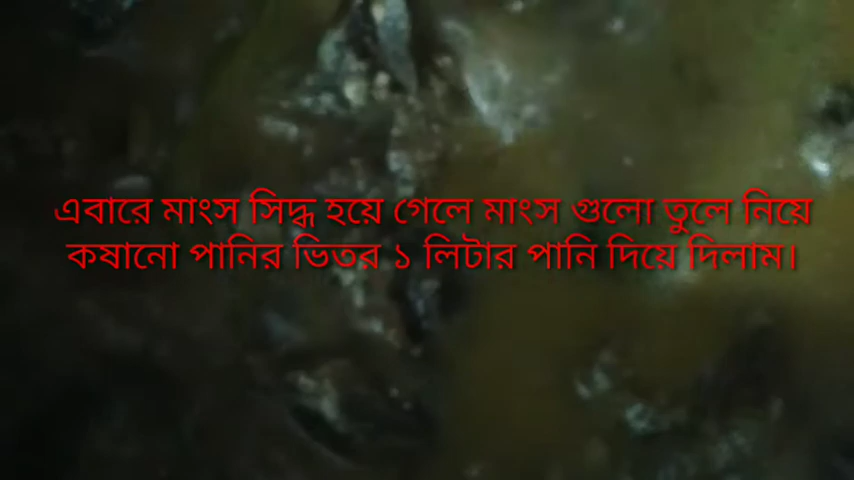 এবারে মাংস সিদ্ধ হয়ে গেলে মাংস গুলো তুলে নিয়ে
কষানো পানির ভিতর ১ লিটার পানি দিয়ে দিলাম।